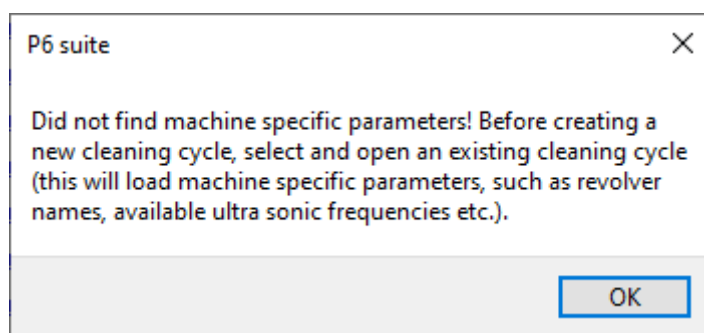 P6 suite
Did not find machine specific parameters! Before creating a
new cleaning cycle, select and open an existing cleaning cycle
(this will load machine specific parameters, such as revolver
names, available ultra sonic frequencies etc.).
OK